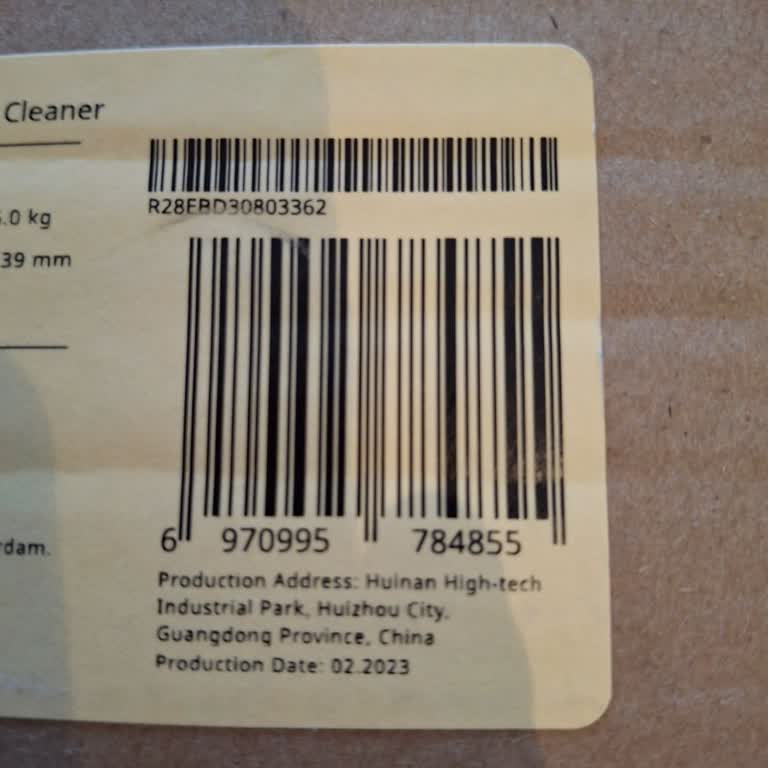 Cleaner
R28EBD30803362
.0 kg
39 mm
6 970995 784855
rdam.
Production Address: Huinan High-tech
Industrial Park, Huizhou City,
Guangdong Province, China
Production Date: 02.2023